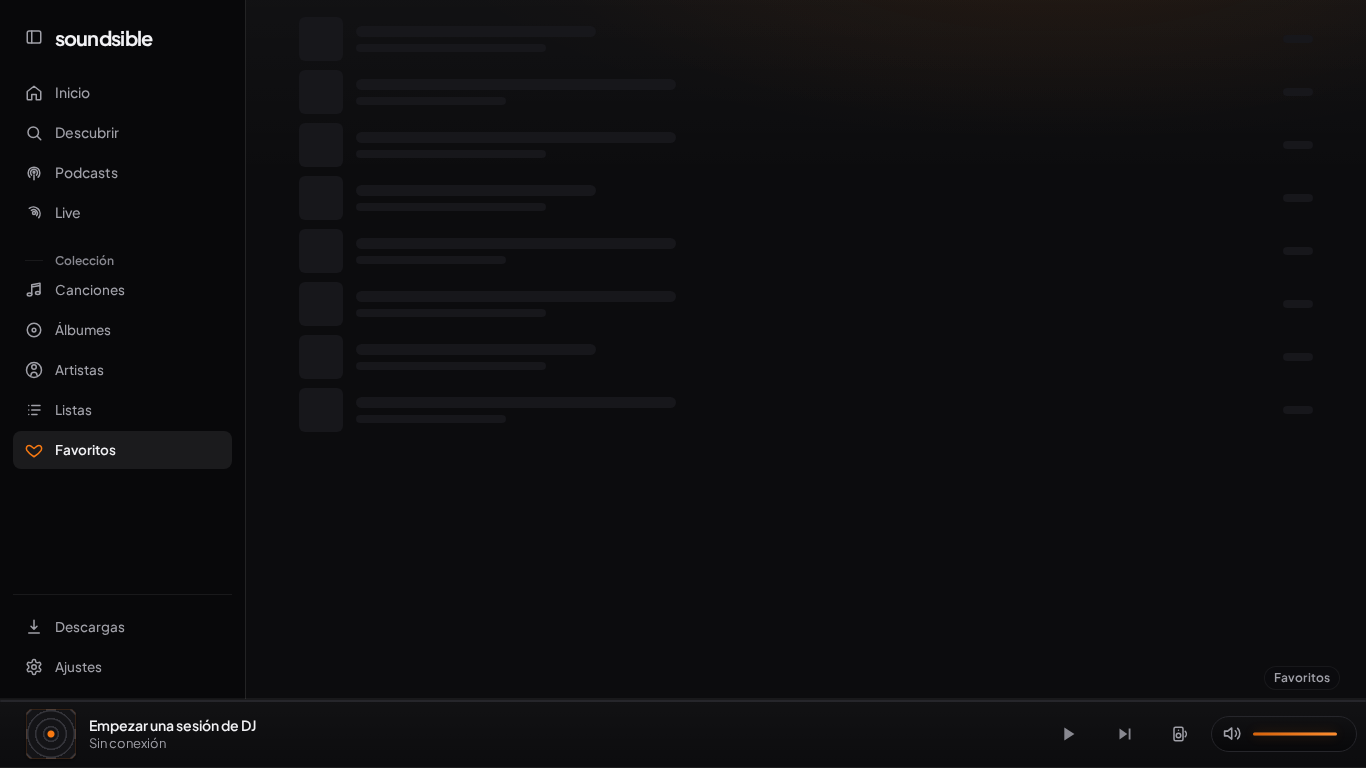 soundsible
Inicio
Descubrir
Podcasts
Live
Colección
Canciones
Álbumes
Artistas
Listas
Favoritos
Descargas
Ajustes
Favoritos
Empezar una sesión de DJ
Sin conexión